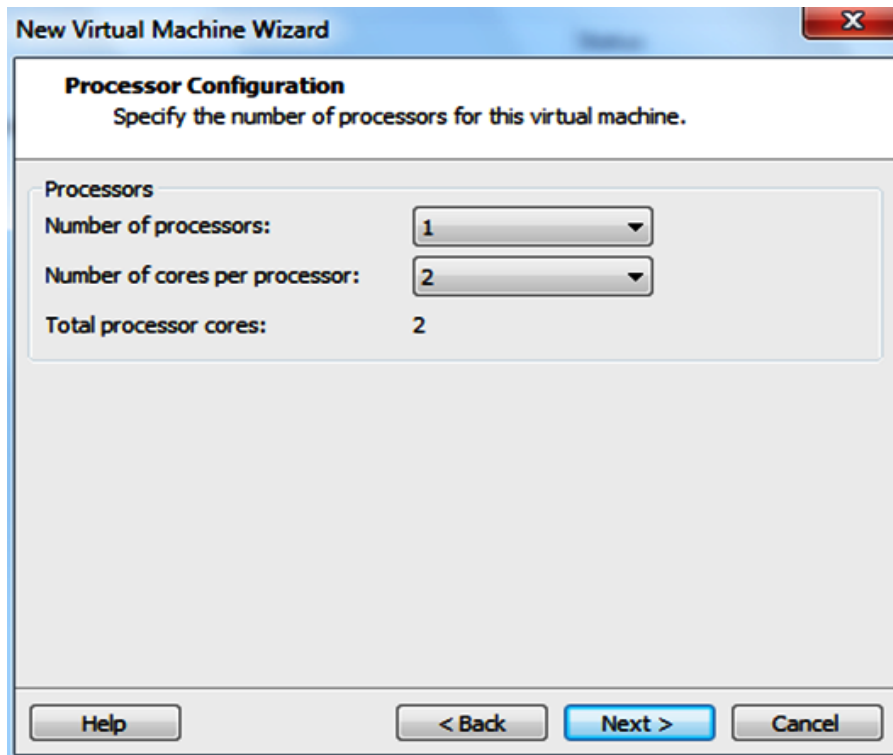 New Virtual Machine Wizard
Processor Configuration
Specify the number of processors for this virtual machine.
Processors
Number of processors: 1
Number of cores per processor: 2
Total processor cores: 2
Help < Back Next > Cancel